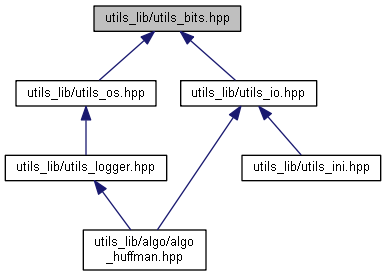 utils_lib/utils_bits.hpp
utils_lib/utils_os.hpp
utils_lib/utils_io.hpp
utils_lib/utils_logger.hpp
utils_lib/utils_ini.hpp
utils_lib/algo/algo
_huffman.hpp